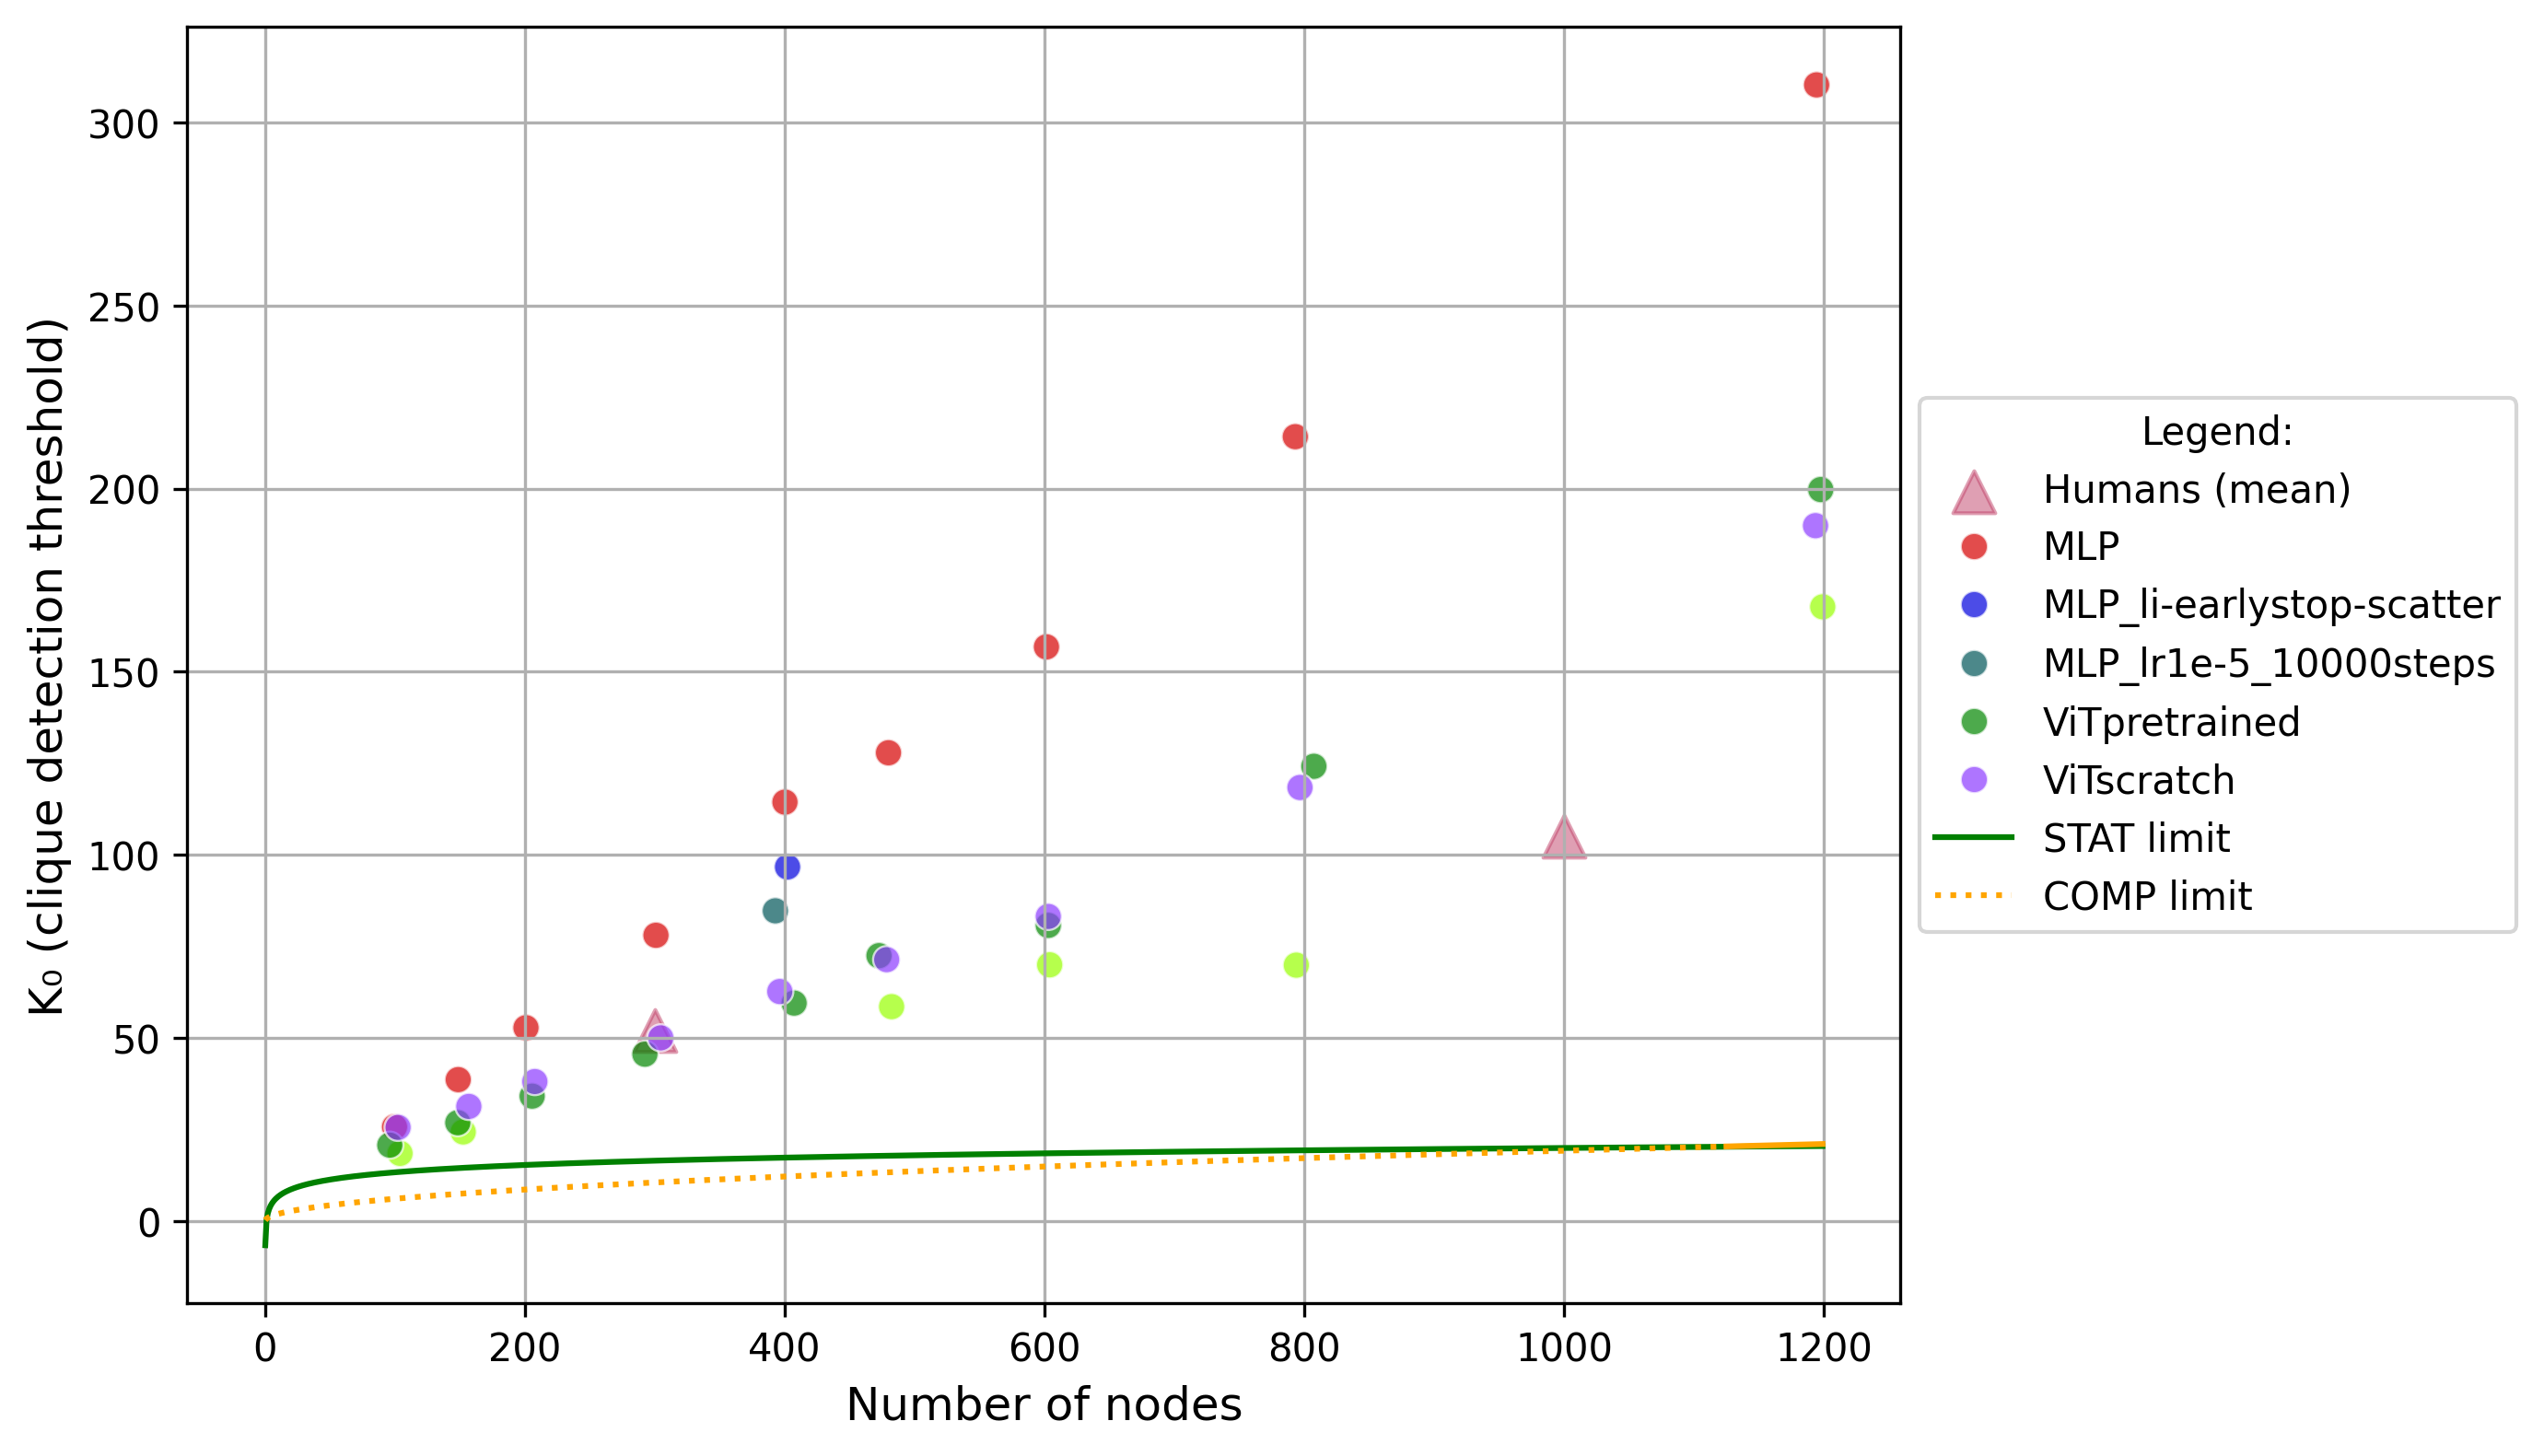 300
250
200
150
100
50
0
K₀ (clique detection threshold)
0 200 400 600 800 1000 1200
Number of nodes
Legend:
Humans (mean)
MLP
MLP_li-earlystop-scatter
MLP_lr1e-5_10000steps
ViTpretrained
ViTscratch
STAT limit
COMP limit